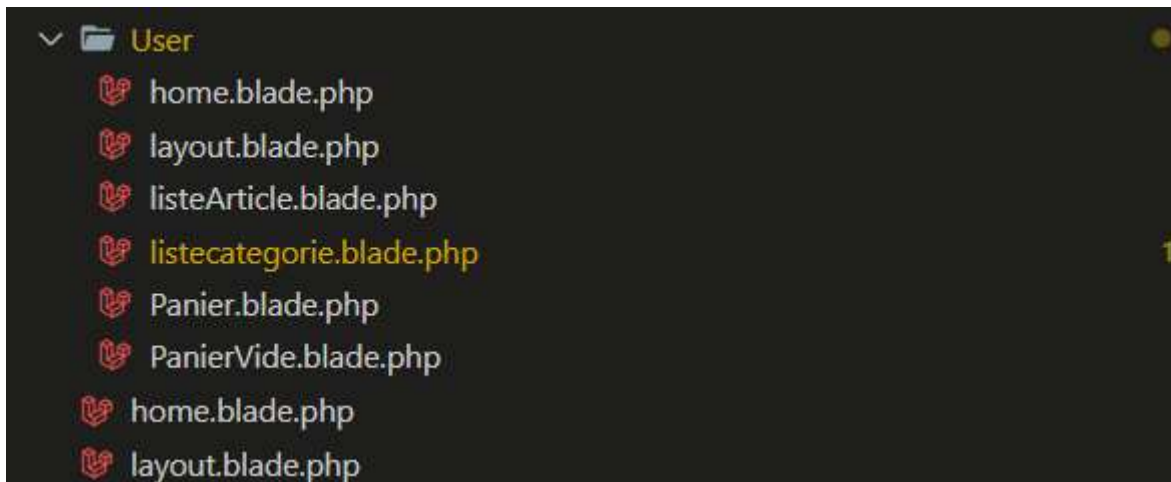 User
home.blade.php
layout.blade.php
listeArticle.blade.php
listecategorie.blade.php 1
Panier.blade.php
PanierVide.blade.php
home.blade.php
layout.blade.php